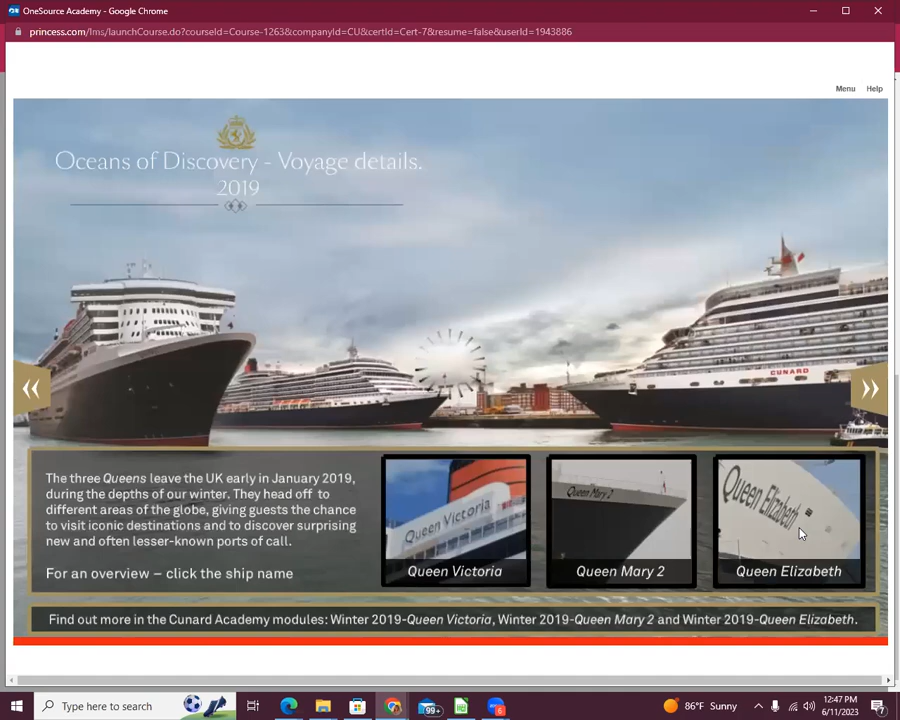 OneSource Academy - Google Chrome
princess.com/lms/launchCourse.do?courseId=Course-1263&companyId=CU&certId=Cert-7&resume=false&userId=1943886
Menu Help
Oceans of Discovery - Voyage details.
2019
CUNARD
The three Queens leave the UK early in January 2019,
during the depths of our winter. They head off to
different areas of the globe, giving guests the chance
to visit iconic destinations and to discover surprising
new and often lesser-known ports of call.
For an overview – click the ship name
Queen Victoria
Queen Victoria
Queen Mary 2
Queen Mary 2
Queen Elizabeth
Queen Elizabeth
Find out more in the Cunard Academy modules: Winter 2019-Queen Victoria, Winter 2019-Queen Mary 2 and Winter 2019-Queen Elizabeth.
Type here to search
99+
6
86°F Sunny
12:47 PM
6/11/2023
7